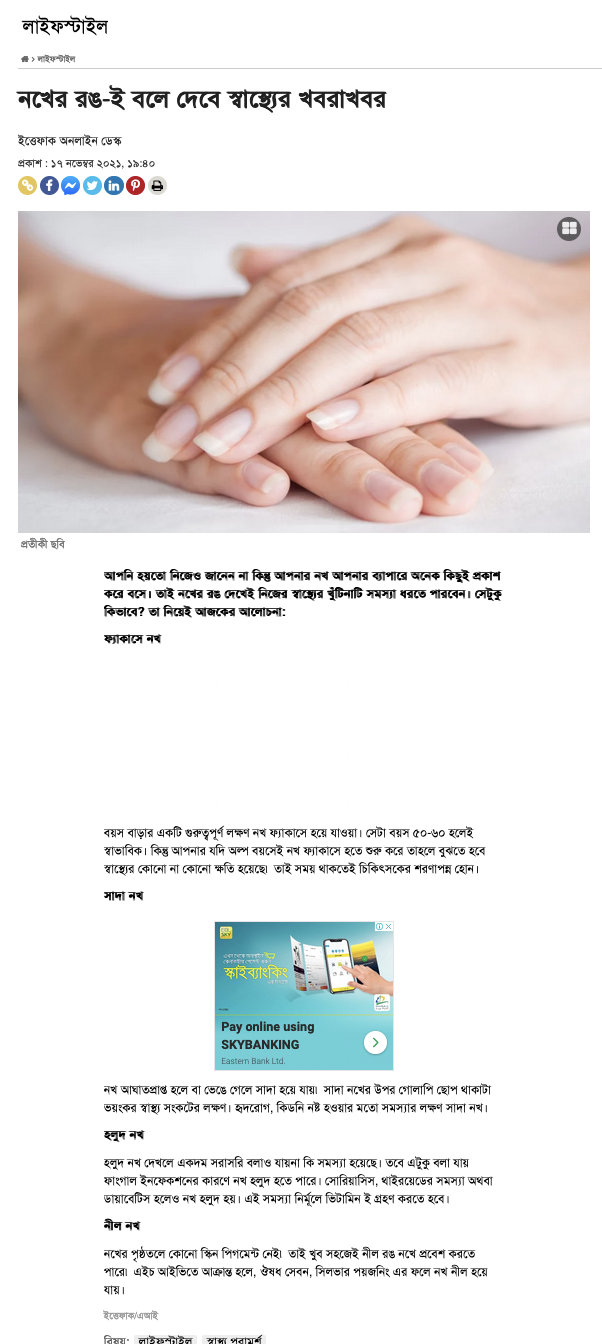 লাইফস্টাইল
লাইফস্টাইল
নখের রঙ-ই বলে দেবে স্বাস্থ্যের খবরাখবর
ইত্তেফাক অনলাইন ডেস্ক
প্রকাশ : ১৭ নভেম্বর ২০২১, ১৯:৪০
প্রতীকী ছবি
আপনি হয়তো নিজেও জানেন না কিন্তু আপনার নখ আপনার ব্যাপারে অনেক কিছুই প্রকাশ
করে বসে। তাই নখের রঙ দেখেই নিজের স্বাস্থ্যের খুঁটিনাটি সমস্যা ধরতে পারবেন। সেটুকু
কিভাবে? তা নিয়েই আজকের আলোচনা:
ফ্যাকাসে নখ
বয়স বাড়ার একটি গুরুত্বপূর্ণ লক্ষণ নখ ফ্যাকাসে হয়ে যাওয়া। সেটা বয়স ৫০-৬০ হলেই
স্বাভাবিক। কিন্তু আপনার যদি অল্প বয়সেই নখ ফ্যাকাসে হতে শুরু করে তাহলে বুঝতে হবে
স্বাস্থ্যের কোনো না কোনো ক্ষতি হয়েছে৷ তাই সময় থাকতেই চিকিৎসকের শরণাপন্ন হোন।
সাদা নখ
স্কাইব্যাংকিং
Pay online using
SKYBANKING
Eastern Bank Ltd.
নখ আঘাতপ্রাপ্ত হলে বা ভেঙে গেলে সাদা হয়ে যায়৷ সাদা নখের উপর গোলাপি ছোপ থাকাটা
ভয়ংকর স্বাস্থ্য সংকটের লক্ষণ। হৃদরোগ, কিডনি নষ্ট হওয়ার মতো সমস্যার লক্ষণ সাদা নখ।
হলুদ নখ
হলুদ নখ দেখলে একদম সরাসরি বলাও যায়না কি সমস্যা হয়েছে। তবে এটুকু বলা যায়
ফাংগাল ইনফেকশনের কারণে নখ হলুদ হতে পারে। সোরিয়াসিস, থাইরয়েডের সমস্যা অথবা
ডায়াবেটিস হলেও নখ হলুদ হয়। এই সমস্যা নির্মূলে ভিটামিন ই গ্রহণ করতে হবে।
নীল নখ
নখের পৃষ্ঠতলে কোনো স্কিন পিগমেন্ট নেই৷ তাই খুব সহজেই নীল রঙ নখে প্রবেশ করতে
পারে৷ এইচ আইভিতে আক্রান্ত হলে, ঔষধ সেবন, সিলভার পয়জনিং এর ফলে নখ নীল হয়ে
যায়।
ইত্তেফাক/এআই
বিষয়: লাইফস্টাইল স্বাস্থ্য পরামর্শ